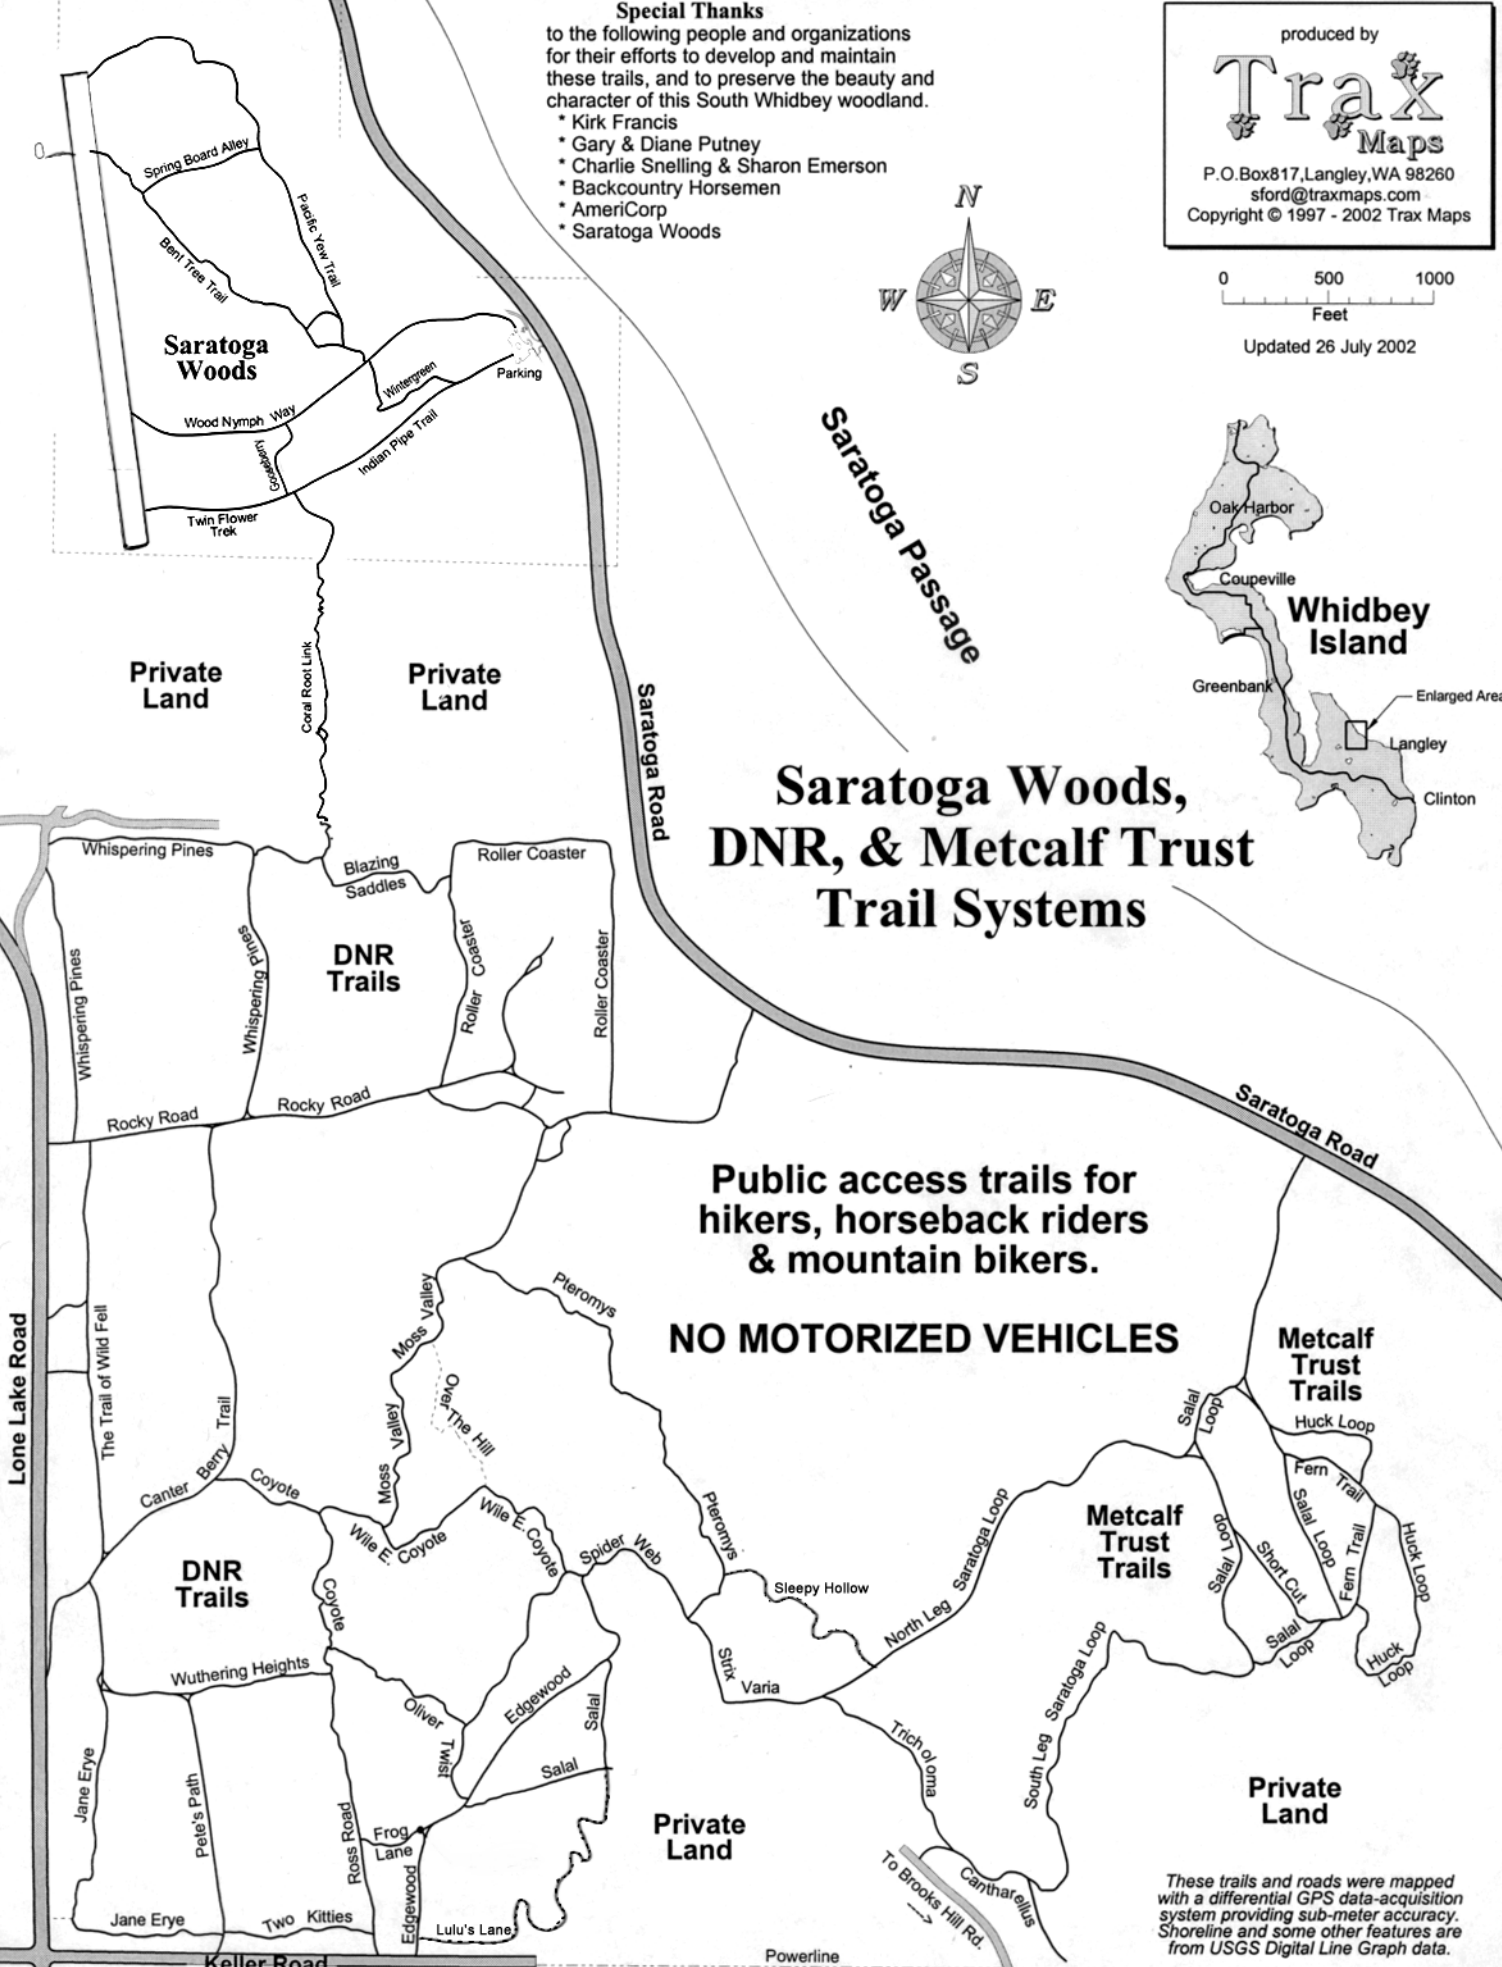 Special Thanks
to the following people and organizations
for their efforts to develop and maintain
these trails, and to preserve the beauty and
character of this South Whidbey woodland.
* Kirk Francis
* Gary & Diane Putney
* Charlie Snelling & Sharon Emerson
* Backcountry Horsemen
* AmeriCorp
* Saratoga Woods
produced by
Trax
Maps
P.O.Box817,Langley,WA 98260
sford@traxmaps.com
Copyright © 1997 - 2002 Trax Maps
0 500 1000
Feet
Updated 26 July 2002
N
W E
S
Spring Board Alley
Pacific Yew Trail
Bent Tree Trail
Saratoga
Woods
Wintergreen
Parking
Wood Nymph Way
Gooseberry
Indian Pipe Trail
Twin Flower
Trek
Saratoga Passage
Oak Harbor
Coupeville
Whidbey
Island
Greenbank
Enlarged Area
Langley
Clinton
Private
Land
Coral Root Link
Private
Land
Saratoga Road
Saratoga Woods,
DNR, & Metcalf Trust
Trail Systems
Whispering Pines
Blazing
Saddles
Roller Coaster
Whispering Pines
Whispering Pines
DNR
Trails
Roller Coaster
Roller Coaster
Rocky Road
Rocky Road
Saratoga Road
Public access trails for
hikers, horseback riders
& mountain bikers.
NO MOTORIZED VEHICLES
Lone Lake Road
The Trail of Wild Fell
Canter Berry Trail
Moss Valley
Moss Valley
Over The Hill
Pteromys
Pteromys
Coyote
Wile E. Coyote
Wile E. Coyote
Spider Web
Sleepy Hollow
DNR
Trails
Coyote
Wuthering Heights
Oliver Twist
Edgewood
Salal
Salal
Strix
Varia
North Leg Saratoga Loop
Metcalf
Trust
Trails
Metcalf
Trust
Trails
Salal
Loop
Huck Loop
Fern Trail
Salal Loop
Fern Trail
Huck Loop
Salal Loop
Short Cut
Salal
Loop
Huck
Loop
South Leg Saratoga Loop
Tricholoma
Jane Erye
Pete's Path
Ross Road
Frog
Lane
Edgewood
Jane Erye
Two Kitties
Lulu's Lane
Keller Road
Private
Land
To Brooks Hill Rd.
Cantharellus
Powerline
Private
Land
These trails and roads were mapped
with a differential GPS data-acquisition
system providing sub-meter accuracy.
Shoreline and some other features are
from USGS Digital Line Graph data.